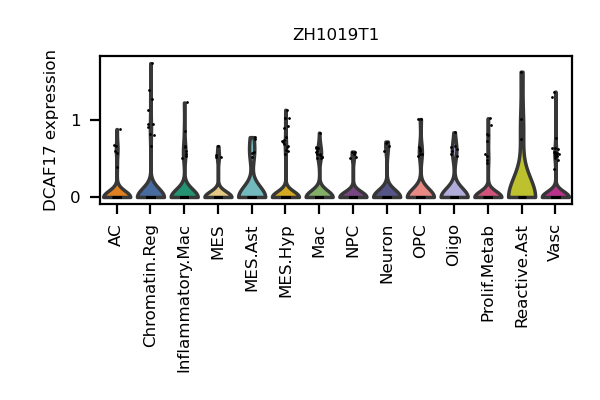 ZH1019T1
DCAF17 expression
1
0
AC
Chromatin.Reg
Inflammatory.Mac
MES
MES.Ast
MES.Hyp
Mac
NPC
Neuron
OPC
Oligo
Prolif.Metab
Reactive.Ast
Vasc